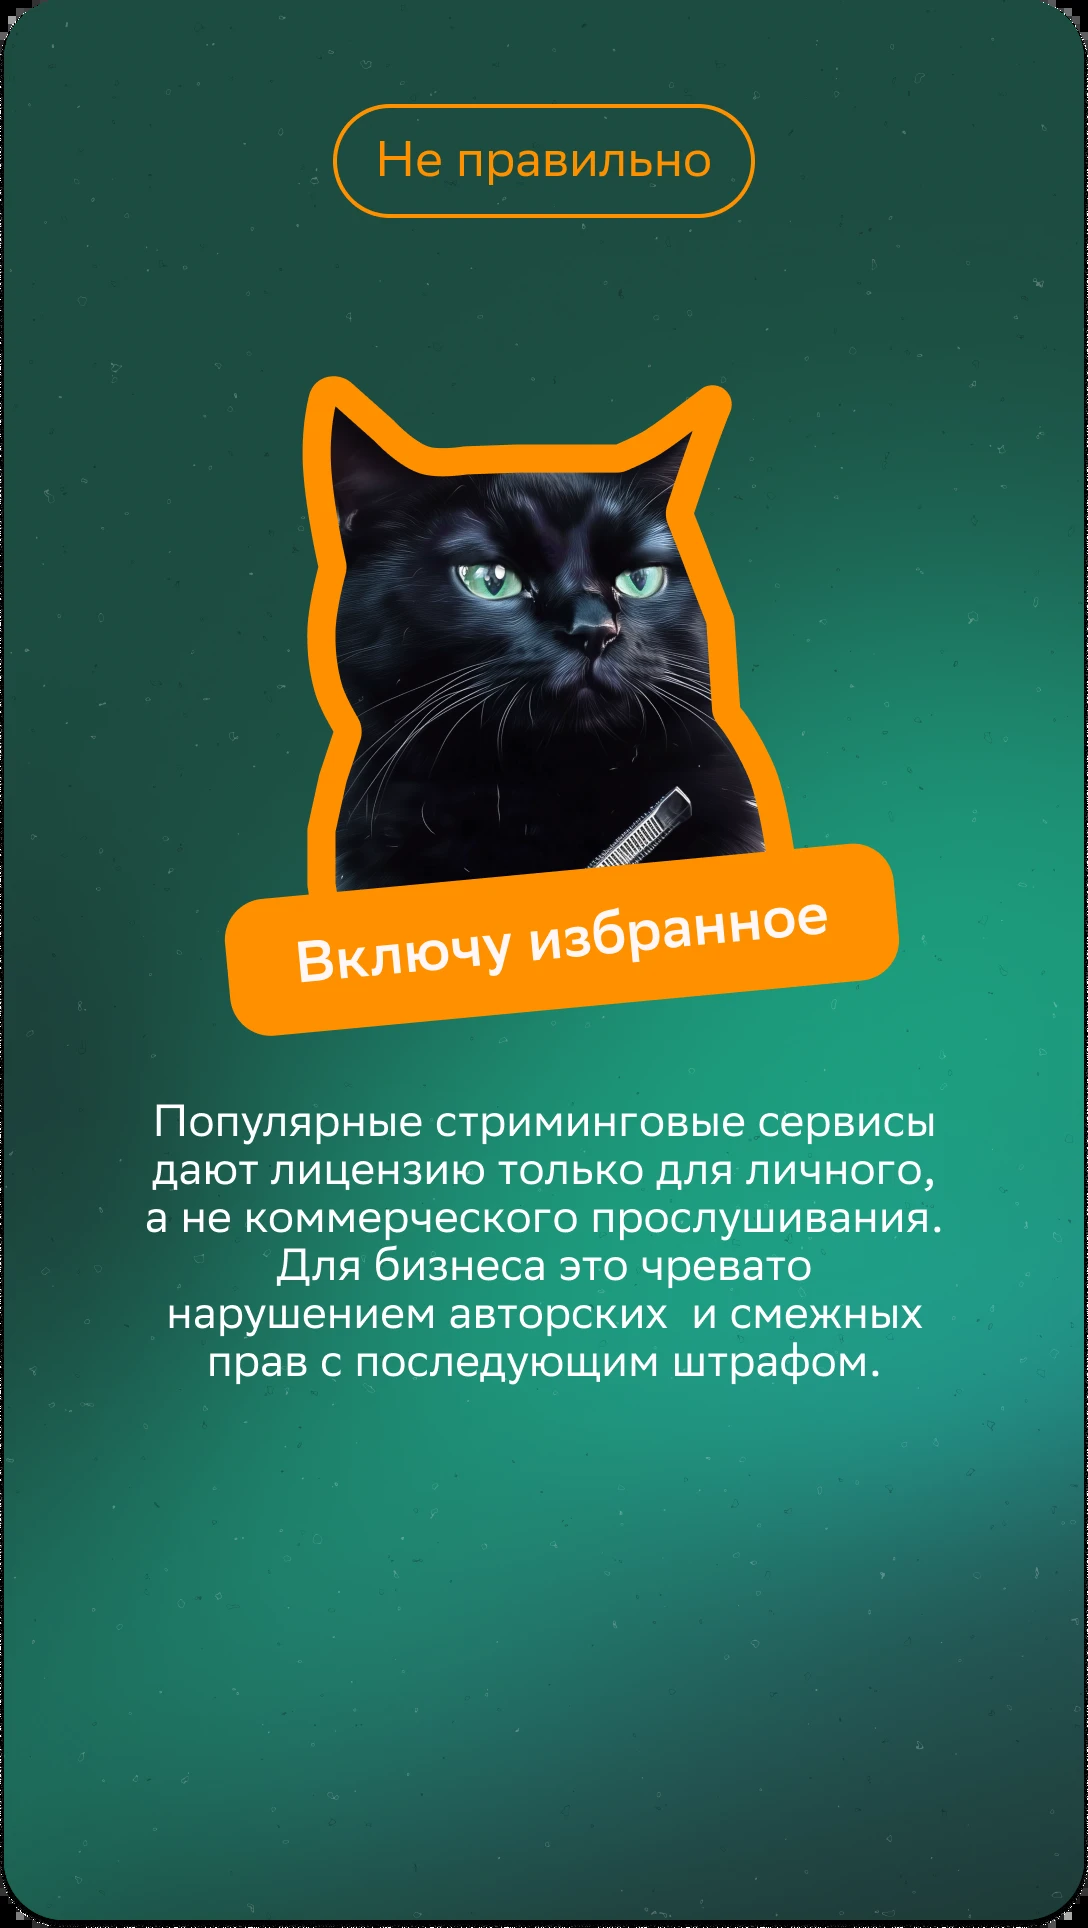 Не правильно
Включу избранное
Популярные стриминговые сервисы
дают лицензию только для личного,
а не коммерческого прослушивания.
Для бизнеса это чревато
нарушением авторских  и смежных
прав с последующим штрафом.